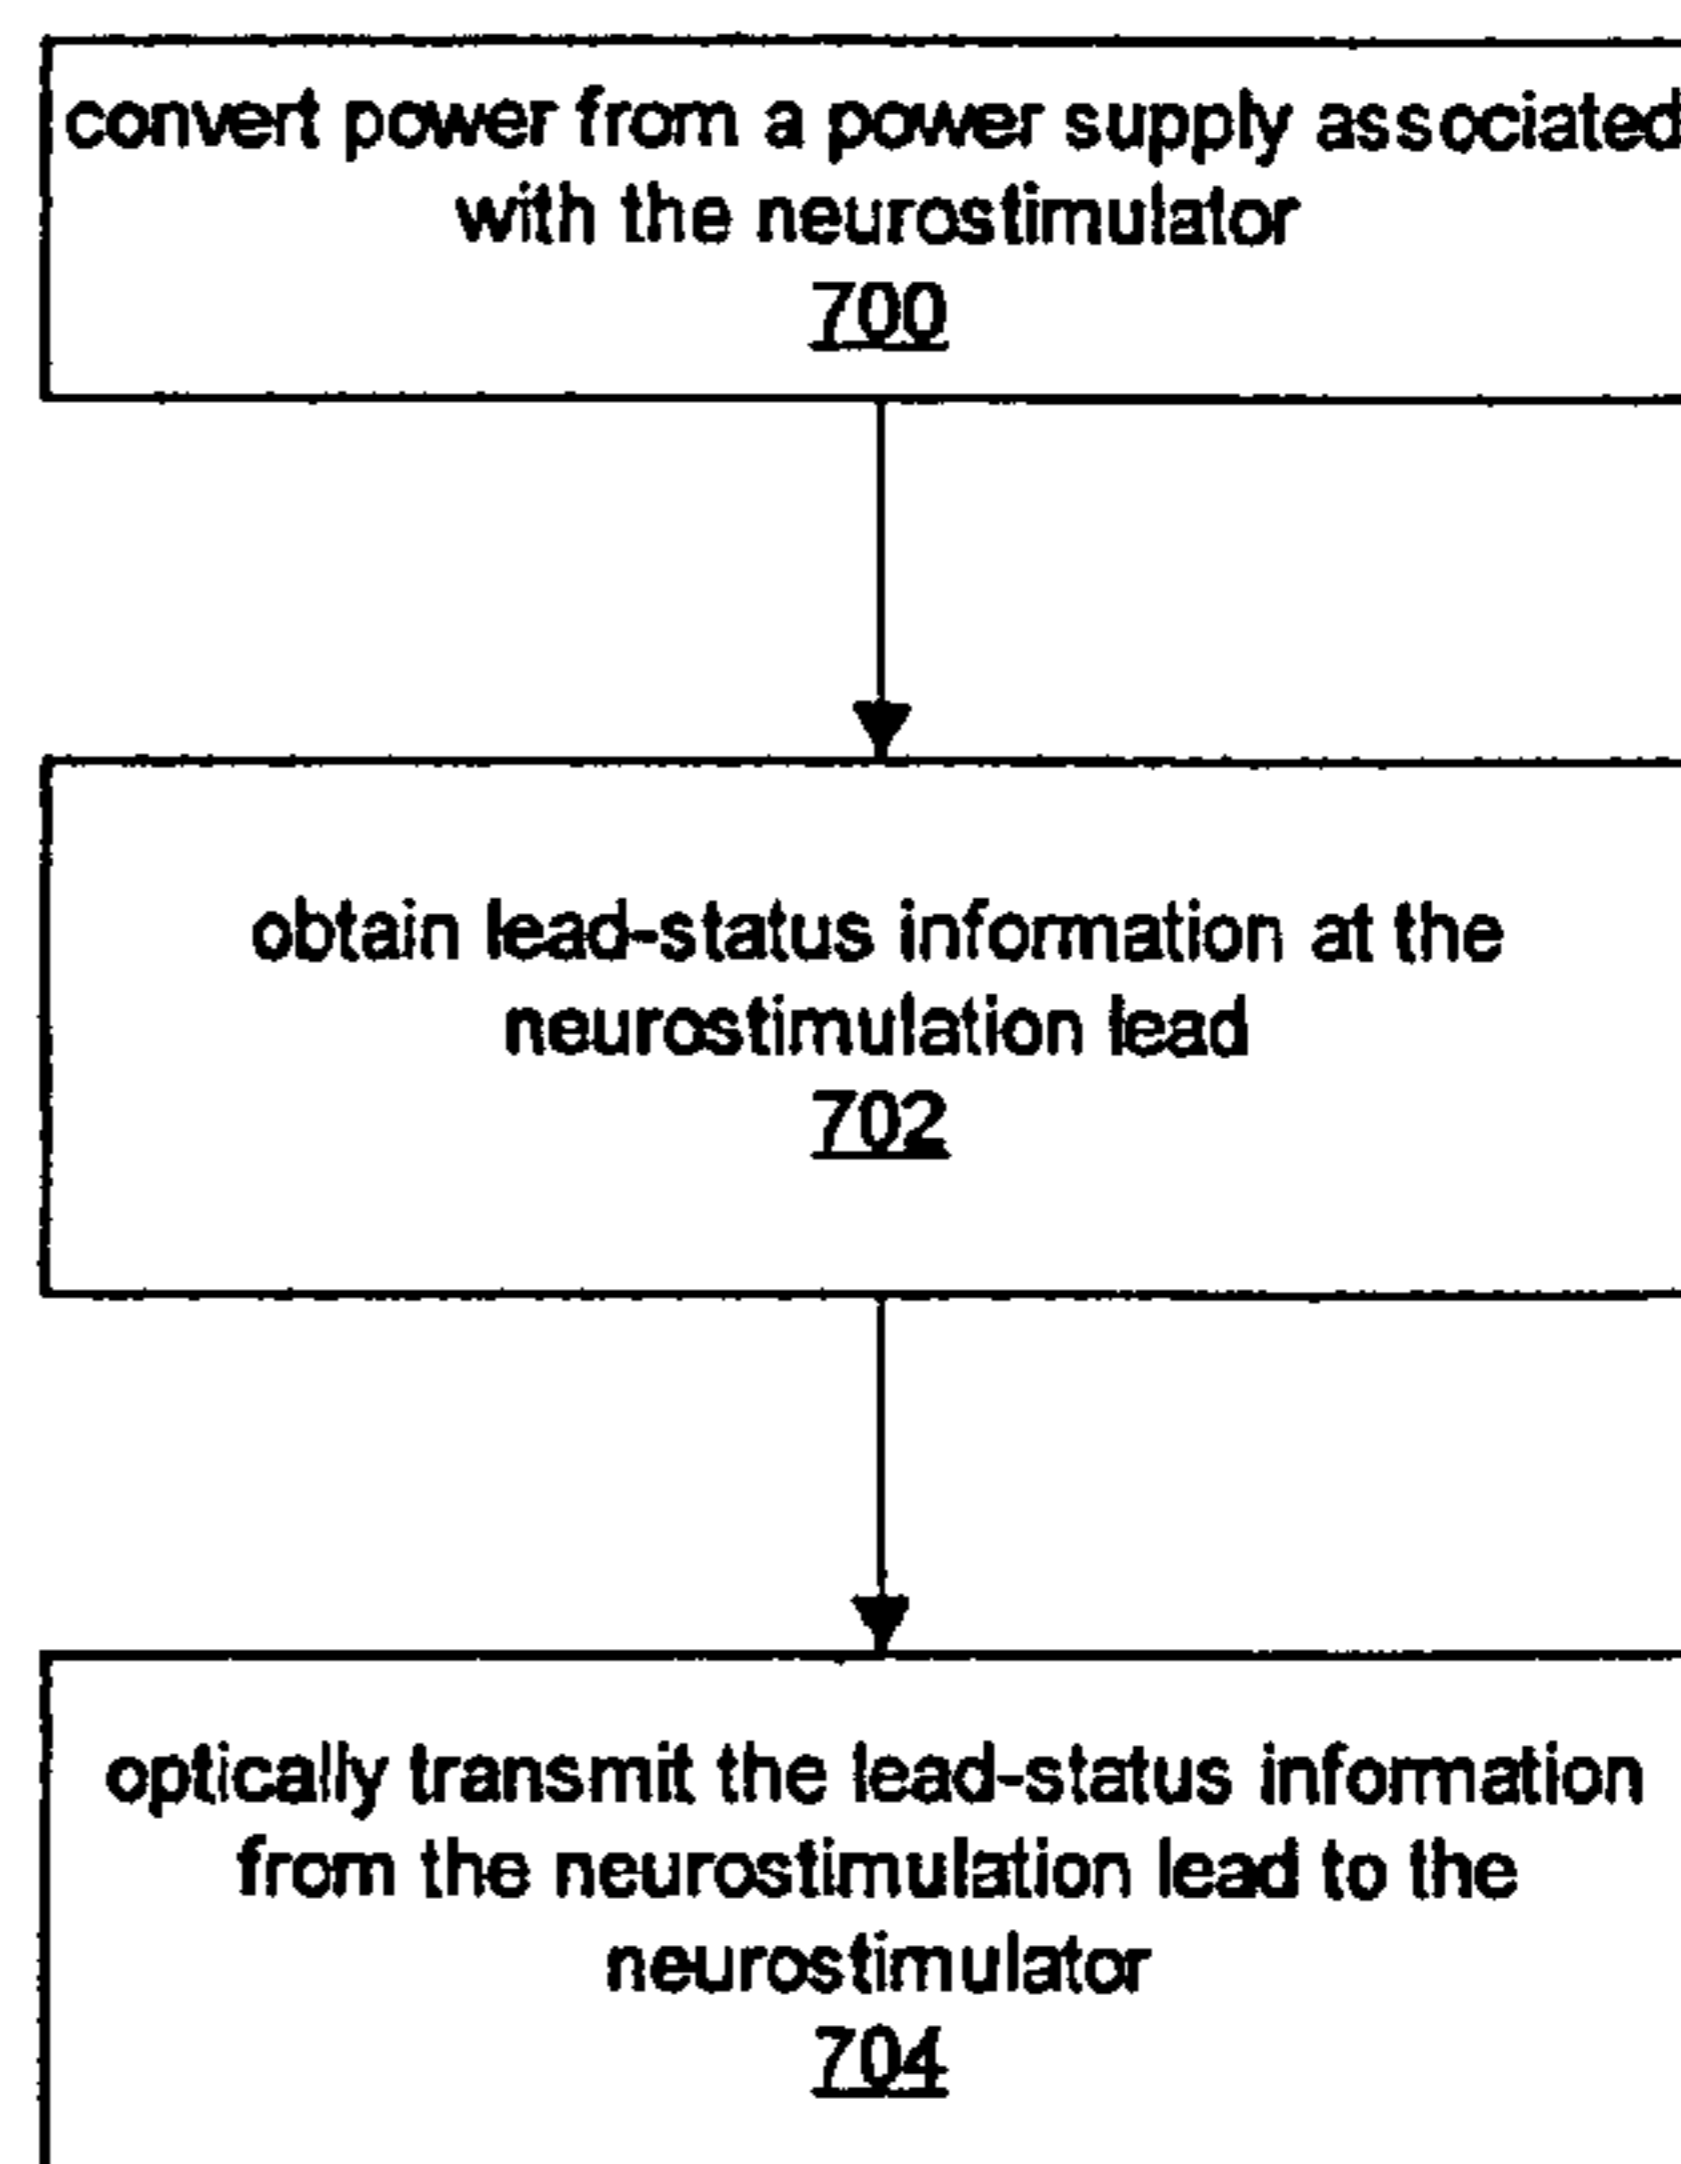 convert power from a power supply associated
with the neurostimulator
700
obtain lead-status information at the
neurostimulation lead
702
optically transmit the lead-status information
from the neurostimulation lead to the
neurostimulator
704